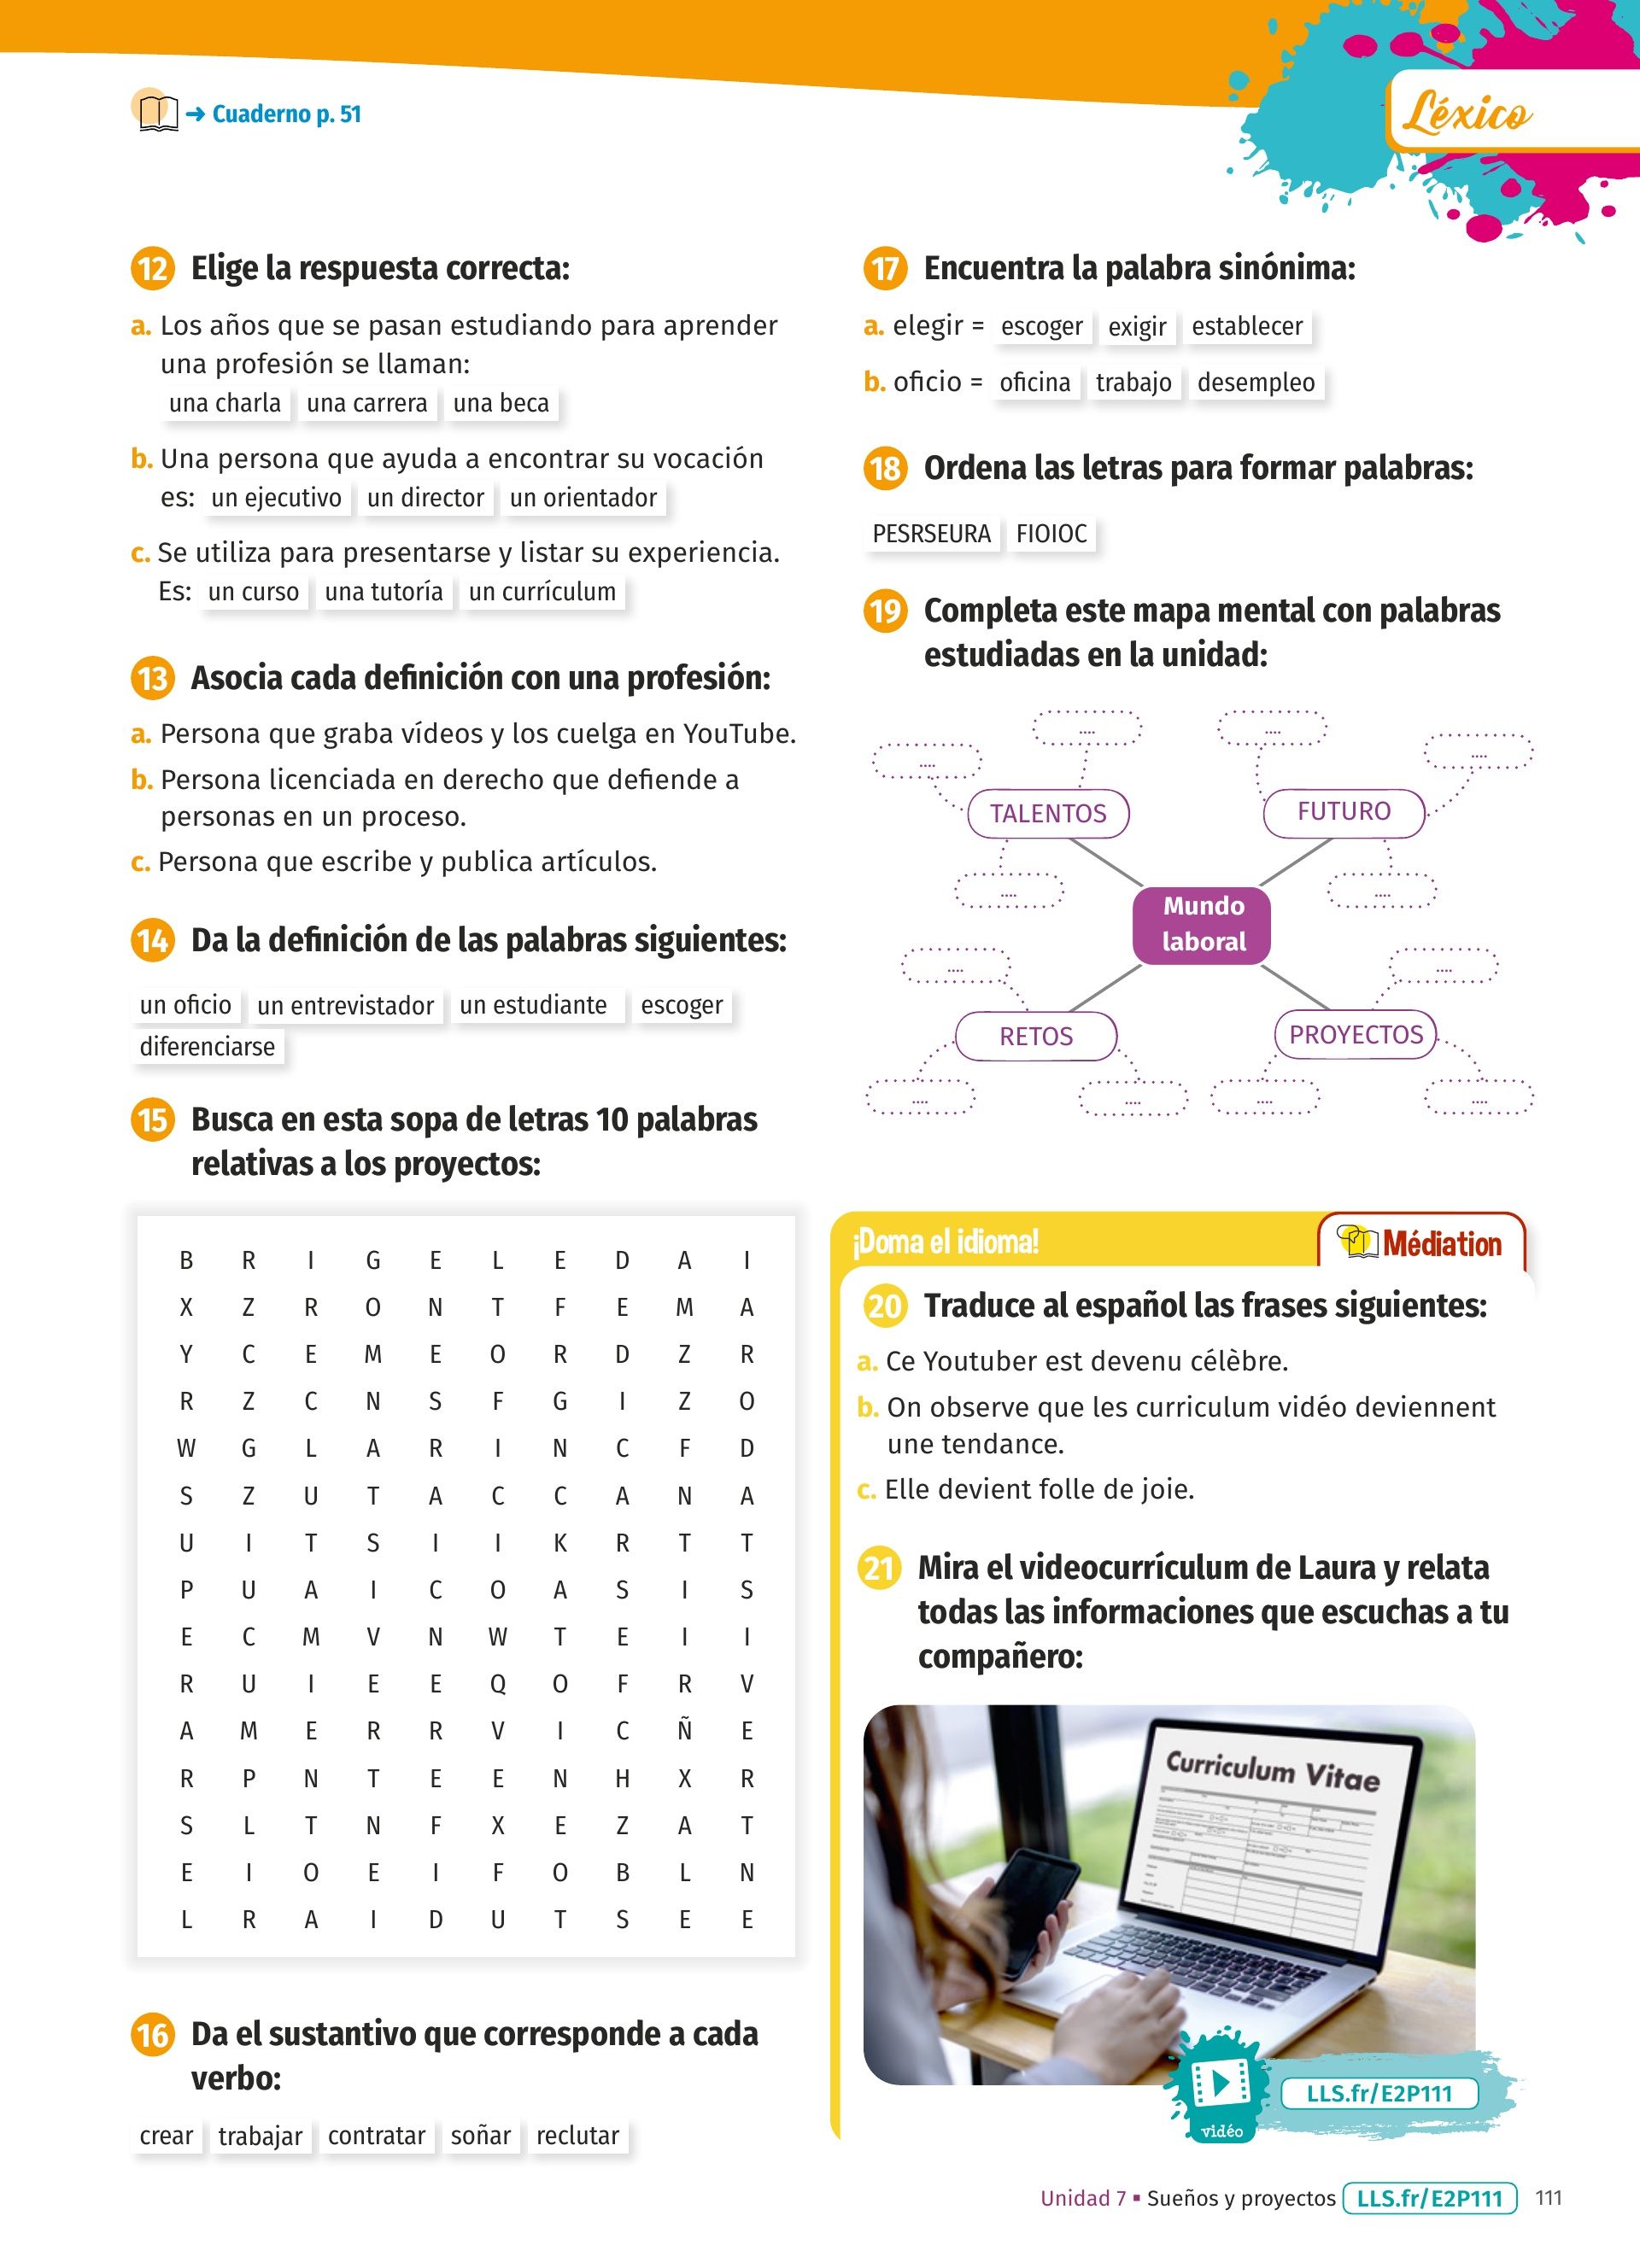 → Cuaderno p. 51
Léxico
12 Elige la respuesta correcta:
a. Los años que se pasan estudiando para aprender
una profesión se llaman:
una charla una carrera una beca
b. Una persona que ayuda a encontrar su vocación
es: un ejecutivo un director un orientador
c. Se utiliza para presentarse y listar su experiencia.
Es: un curso una tutoría un currículum
13 Asocia cada definición con una profesión:
a. Persona que graba vídeos y los cuelga en YouTube.
b. Persona licenciada en derecho que defiende a
personas en un proceso.
c. Persona que escribe y publica artículos.
14 Da la definición de las palabras siguientes:
un oficio un entrevistador un estudiante escoger
diferenciarse
15 Busca en esta sopa de letras 10 palabras
relativas a los proyectos:
B R I G E L E D A I
X Z R O N T F E M A
Y C E M E O R D Z R
R Z C N S F G I Z O
W G L A R I N C F D
S Z U T A C C A N A
U I T S I I K R T T
P U A I C O A S I S
E C M V N W T E I I
R U I E E Q O F R V
A M E R R V I C Ñ E
R P N T E E N H X R
S L T N F X E Z A T
E I O E I F O B L N
L R A I D U T S E E
16 Da el sustantivo que corresponde a cada
verbo:
crear trabajar contratar soñar reclutar
17 Encuentra la palabra sinónima:
a. elegir = escoger exigir establecer
b. oficio = oficina trabajo desempleo
18 Ordena las letras para formar palabras:
PESRSEURA FIOIOC
19 Completa este mapa mental con palabras
estudiadas en la unidad:
.... ....
.... ....
TALENTOS FUTURO
.... ....
Mundo
laboral
.... ....
RETOS PROYECTOS
.... .... .... ....
¡Doma el idioma!
Médiation
20 Traduce al español las frases siguientes:
a. Ce Youtuber est devenu célèbre.
b. On observe que les curriculum vidéo deviennent
une tendance.
c. Elle devient folle de joie.
21 Mira el videocurrículum de Laura y relata
todas las informaciones que escuchas a tu
compañero:
Curriculum Vitae
vidéo
LLS.fr/E2P111
Unidad 7 ▪ Sueños y proyectos LLS.fr/E2P111 111